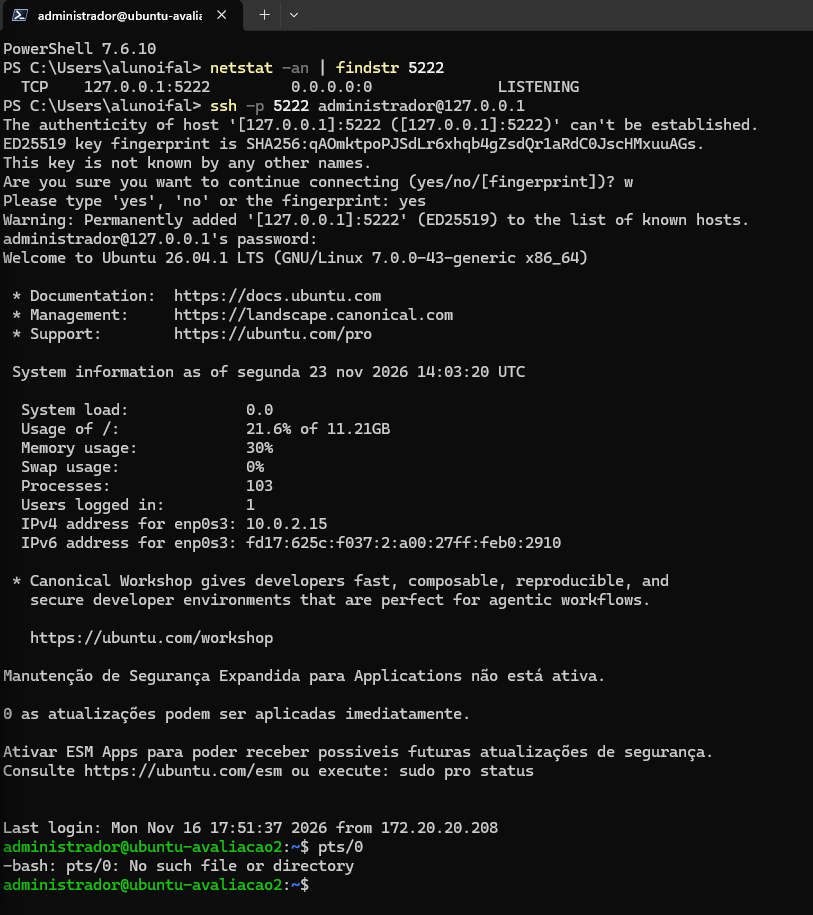 administrador@ubuntu-avalia
PowerShell 7.6.10
PS C:\Users\alunoifal> netstat -an | findstr 5222
  TCP    127.0.0.1:5222         0.0.0.0:0              LISTENING
PS C:\Users\alunoifal> ssh -p 5222 administrador@127.0.0.1
The authenticity of host '[127.0.0.1]:5222 ([127.0.0.1]:5222)' can't be established.
ED25519 key fingerprint is SHA256:qAOmktpoPJSdLr6xhqb4gZsdQr1aRdC0JscHMxuuAGs.
This key is not known by any other names.
Are you sure you want to continue connecting (yes/no/[fingerprint])? w
Please type 'yes', 'no' or the fingerprint: yes
Warning: Permanently added '[127.0.0.1]:5222' (ED25519) to the list of known hosts.
administrador@127.0.0.1's password:
Welcome to Ubuntu 26.04.1 LTS (GNU/Linux 7.0.0-43-generic x86_64)

 * Documentation:  https://docs.ubuntu.com
 * Management:     https://landscape.canonical.com
 * Support:        https://ubuntu.com/pro

 System information as of segunda 23 nov 2026 14:03:20 UTC

  System load:             0.0
  Usage of /:              21.6% of 11.21GB
  Memory usage:            30%
  Swap usage:              0%
  Processes:               103
  Users logged in:         1
  IPv4 address for enp0s3: 10.0.2.15
  IPv6 address for enp0s3: fd17:625c:f037:2:a00:27ff:feb0:2910

 * Canonical Workshop gives developers fast, composable, reproducible, and
   secure developer environments that are perfect for agentic workflows.

   https://ubuntu.com/workshop

Manutenção de Segurança Expandida para Applications não está ativa.

0 as atualizações podem ser aplicadas imediatamente.

Ativar ESM Apps para poder receber possiveis futuras atualizações de segurança.
Consulte https://ubuntu.com/esm ou execute: sudo pro status


Last login: Mon Nov 16 17:51:37 2026 from 172.20.20.208
administrador@ubuntu-avaliacao2:~$ pts/0
-bash: pts/0: No such file or directory
administrador@ubuntu-avaliacao2:~$